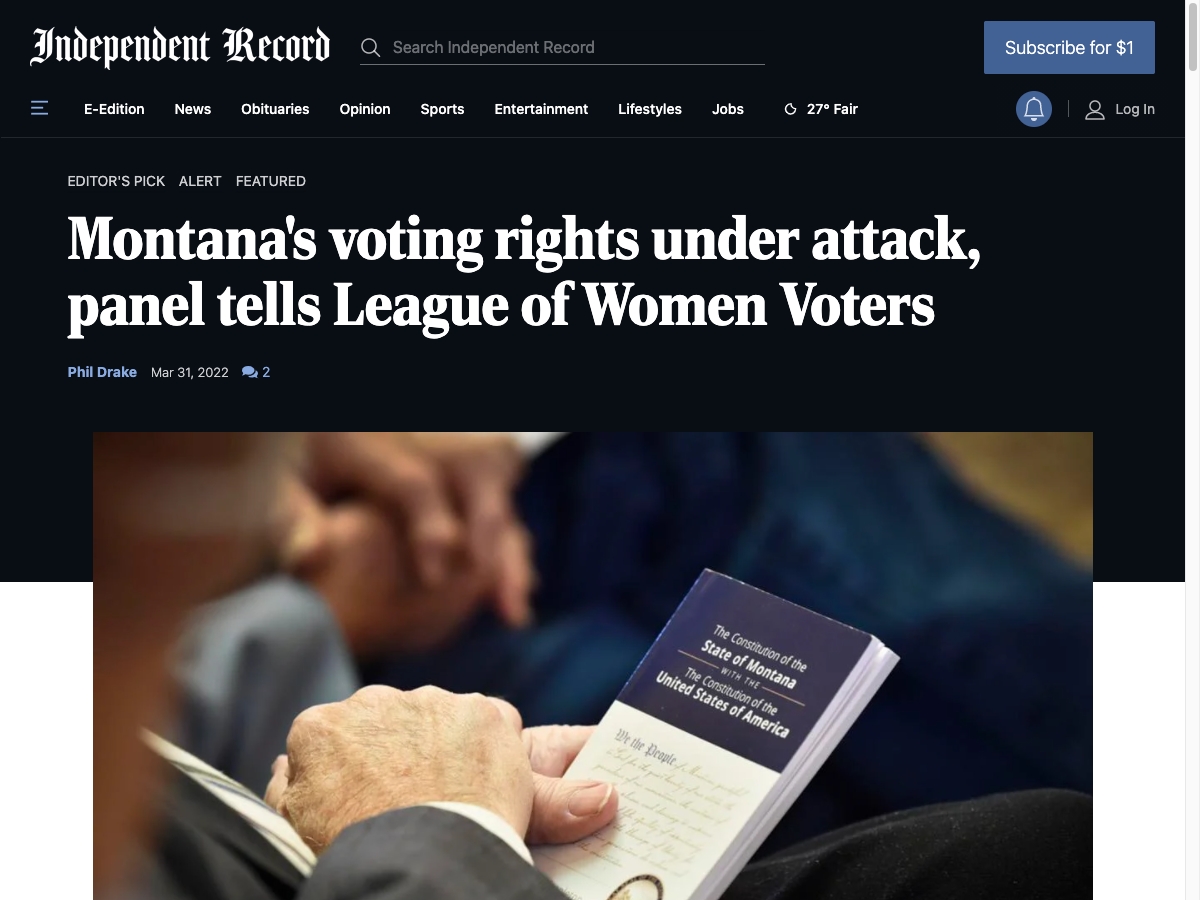 Independent Record
Search Independent Record
Subscribe for $1
E-Edition
News
Obituaries
Opinion
Sports
Entertainment
Lifestyles
Jobs
27° Fair
Log In
EDITOR'S PICK
ALERT
FEATURED
Montana's voting rights under attack,
panel tells League of Women Voters
Phil Drake
Mar 31, 2022
2
The Constitution of the
State of Montana
WITH THE
The Constitution of the
United States of America
We the People